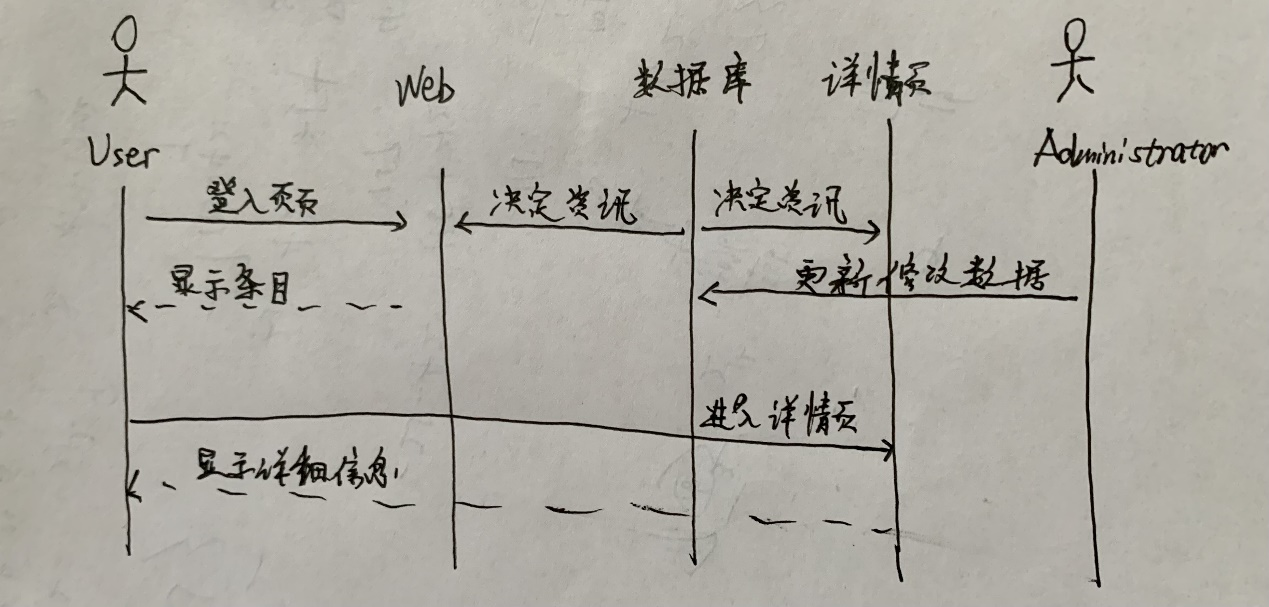 Web
数据库
详情页
User
Administrator
登入页页
决定资讯
决定资讯
显示条目
更新、修改数据
进入详情页
显示详细信息